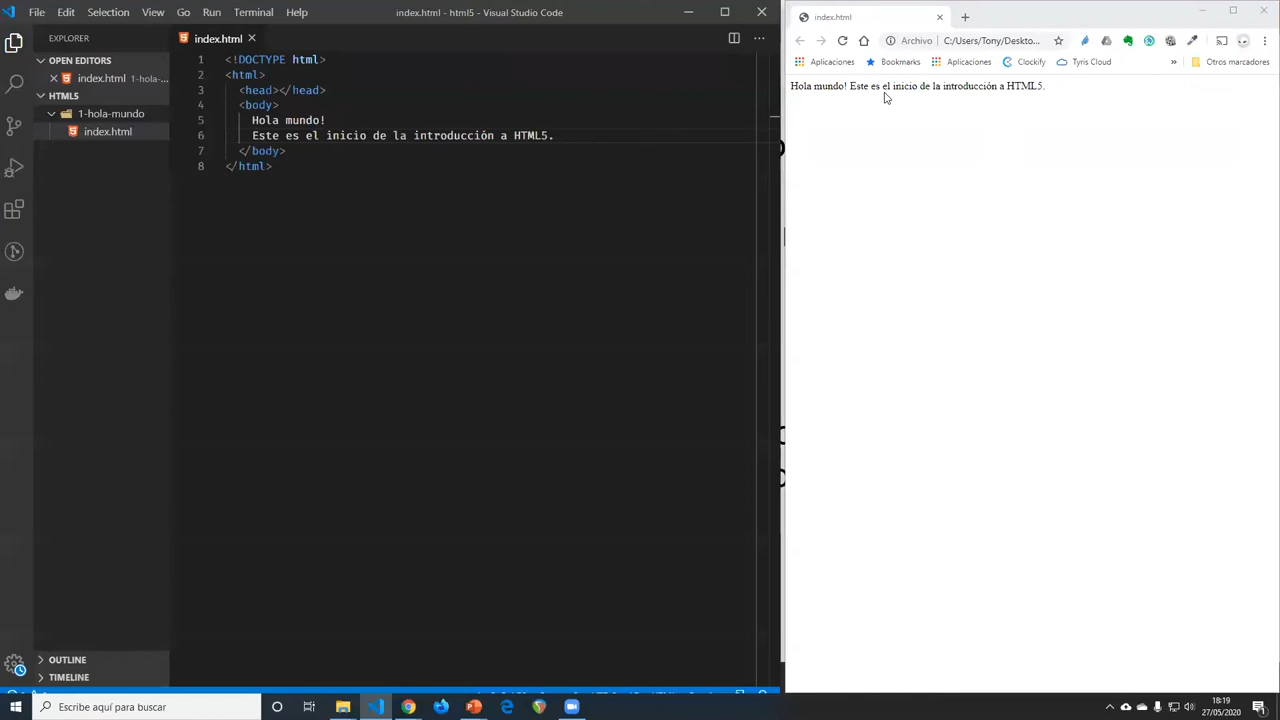 File Edit Selection View Go Run Terminal Help index.html - html5 - Visual Studio Code
EXPLORER
OPEN EDITORS
index.html 1-hola-...
HTML5
1-hola-mundo
index.html
OUTLINE
TIMELINE
index.html
1 <!DOCTYPE html>
2 <html>
3 <head></head>
4 <body>
5 Hola mundo!
6 Este es el inicio de la introducción a HTML5.
7 </body>
8 </html>
index.html
Archivo C:/Users/Tony/Deskto...
Aplicaciones Bookmarks Aplicaciones Clockify Tyris Cloud » Otros marcadores
Hola mundo! Este es el inicio de la introducción a HTML5.
Escribe aquí para buscar
18:19
27/05/2020